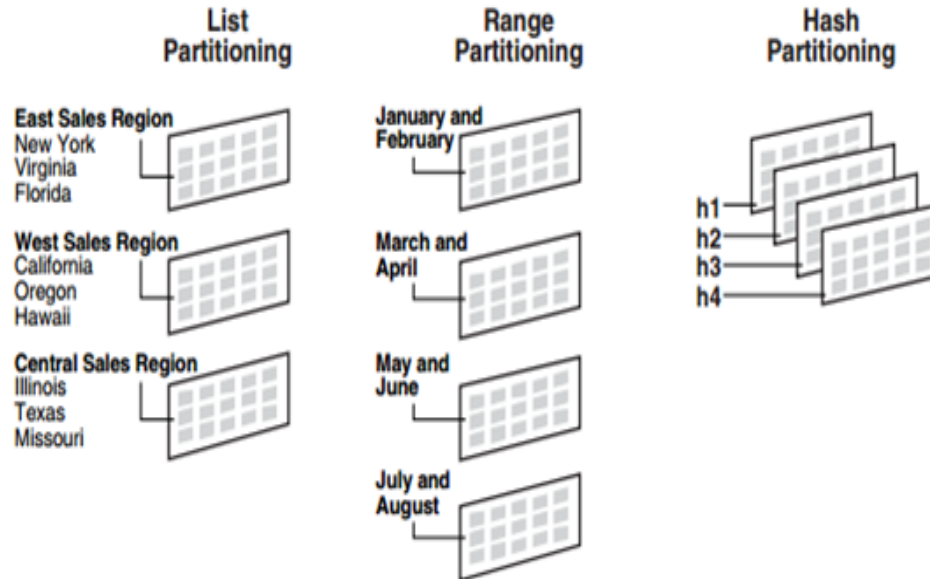 List
Partitioning
East Sales Region
New York
Virginia
Florida
West Sales Region
California
Oregon
Hawaii
Central Sales Region
Illinois
Texas
Missouri
Range
Partitioning
January and
February
March and
April
May and
June
July and
August
Hash
Partitioning
h1
h2
h3
h4